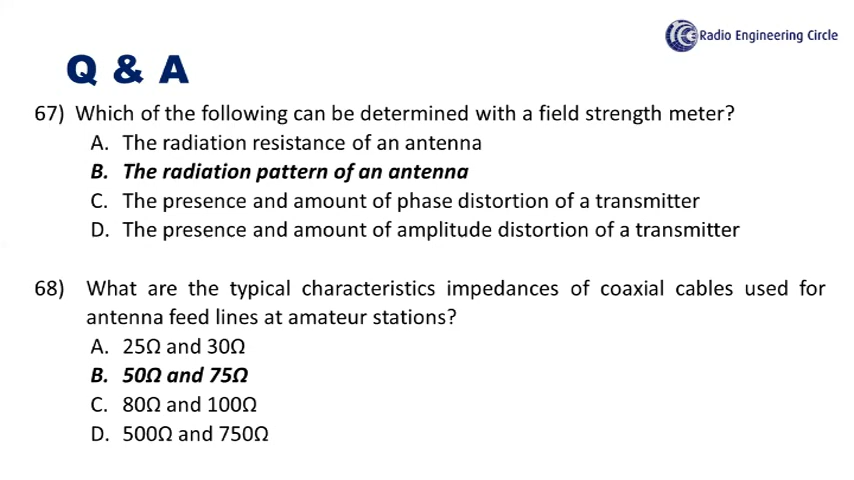 Radio Engineering Circle
Q & A
67) Which of the following can be determined with a field strength meter?
A. The radiation resistance of an antenna
B. The radiation pattern of an antenna
C. The presence and amount of phase distortion of a transmitter
D. The presence and amount of amplitude distortion of a transmitter
68) What are the typical characteristics impedances of coaxial cables used for
antenna feed lines at amateur stations?
A. 25Ω and 30Ω
B. 50Ω and 75Ω
C. 80Ω and 100Ω
D. 500Ω and 750Ω